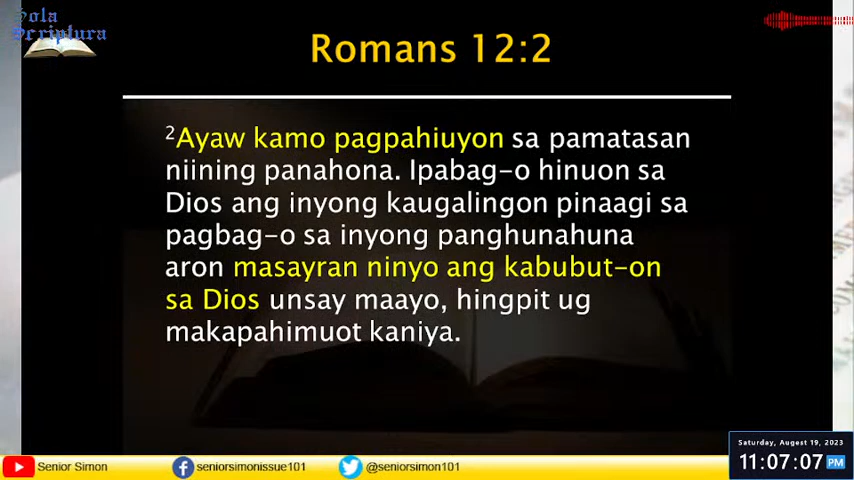 Sola
Scriptura
Romans 12:2
2Ayaw kamo pagpahiuyon sa pamatasan
niining panahona. Ipabag-o hinuon sa
Dios ang inyong kaugalingon pinaagi sa
pagbag-o sa inyong panghunahuna
aron masayran ninyo ang kabubut-on
sa Dios unsay maayo, hingpit ug
makapahimuot kaniya.
Saturday, Augest 19, 2023
11:07:07 PM
Senior Simon
seniorsimonissue101
@seniorsimon101